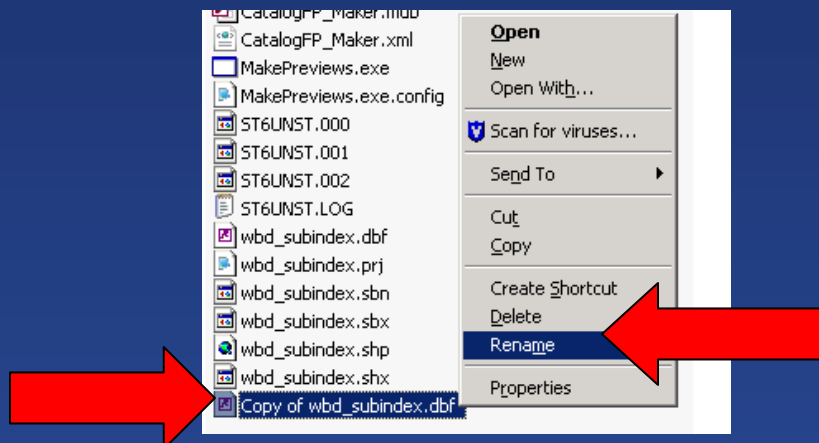 CatalogFP_Maker.mdb
CatalogFP_Maker.xml
MakePreviews.exe
MakePreviews.exe.config
ST6UNST.000
ST6UNST.001
ST6UNST.002
ST6UNST.LOG
wbd_subindex.dbf
wbd_subindex.prj
wbd_subindex.sbn
wbd_subindex.sbx
wbd_subindex.shp
wbd_subindex.shx
Copy of wbd_subindex.dbf
Open
New
Open With...
Scan for viruses...
Send To
Cut
Copy
Create Shortcut
Delete
Rename
Properties